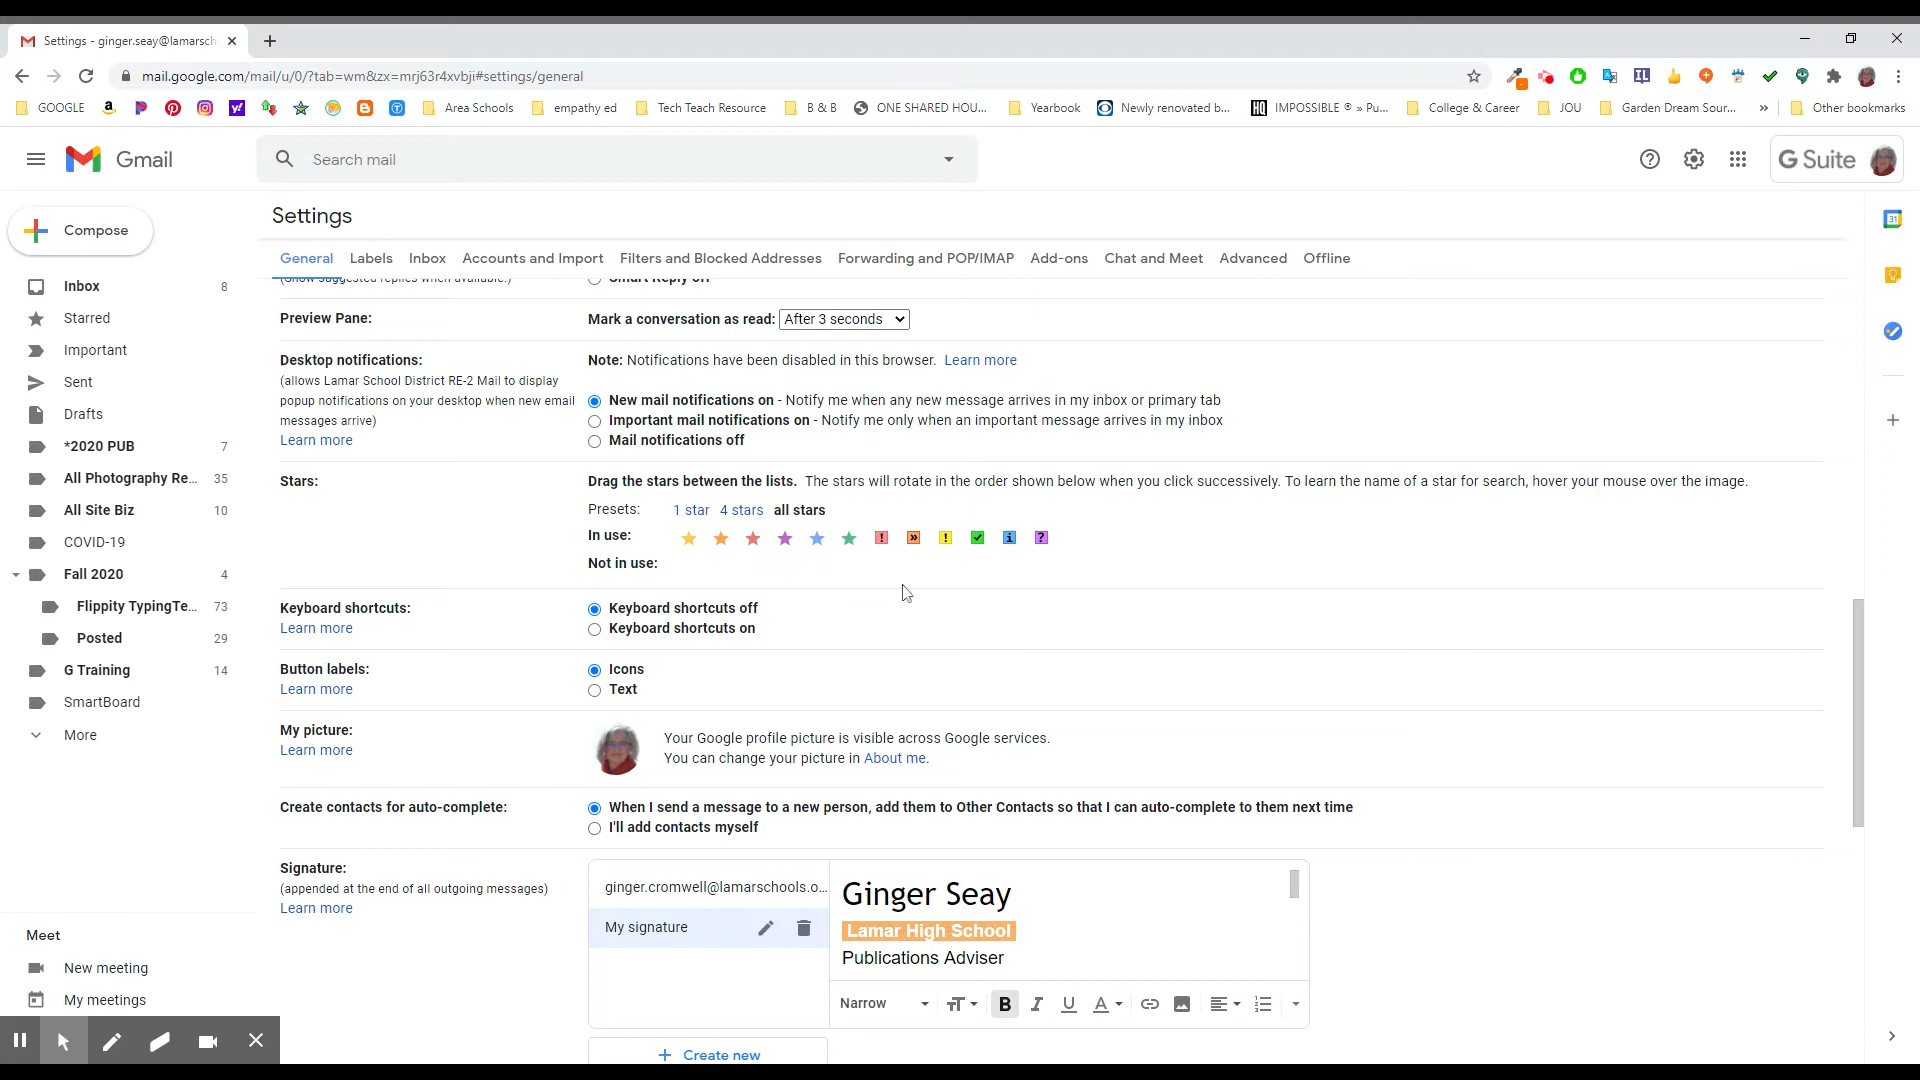 Settings - ginger.seay@lamarsch
mail.google.com/mail/u/0/?tab=wm&zx=mrj63r4xvbji#settings/general
GOOGLE
Area Schools
empathy ed
Tech Teach Resource
B & B
ONE SHARED HOU...
Yearbook
Newly renovated b...
IMPOSSIBLE ® » Pu...
College & Career
JOU
Garden Dream Sour...
»
Other bookmarks
Gmail
Search mail
G Suite
Compose
Settings
General Labels Inbox Accounts and Import Filters and Blocked Addresses Forwarding and POP/IMAP Add-ons Chat and Meet Advanced Offline
Inbox 8
Starred
Important
Sent
Drafts
*2020 PUB 7
All Photography Re... 35
All Site Biz 10
COVID-19
Fall 2020 4
Flippity TypingTe... 73
Posted 29
G Training 14
SmartBoard
More
Meet
New meeting
My meetings
(Show suggested replies when available.)
Smart Reply off
Preview Pane:
Mark a conversation as read: After 3 seconds
Desktop notifications:
(allows Lamar School District RE-2 Mail to display
popup notifications on your desktop when new email
messages arrive)
Learn more
Note: Notifications have been disabled in this browser. Learn more
New mail notifications on - Notify me when any new message arrives in my inbox or primary tab
Important mail notifications on - Notify me only when an important message arrives in my inbox
Mail notifications off
Stars:
Drag the stars between the lists. The stars will rotate in the order shown below when you click successively. To learn the name of a star for search, hover your mouse over the image.
Presets: 1 star 4 stars all stars
In use: ! » ! i ?
Not in use:
Keyboard shortcuts:
Learn more
Keyboard shortcuts off
Keyboard shortcuts on
Button labels:
Learn more
Icons
Text
My picture:
Learn more
Your Google profile picture is visible across Google services.
You can change your picture in About me.
Create contacts for auto-complete:
When I send a message to a new person, add them to Other Contacts so that I can auto-complete to them next time
I'll add contacts myself
Signature:
(appended at the end of all outgoing messages)
Learn more
ginger.cromwell@lamarschools.o...
My signature
Ginger Seay
Lamar High School
Publications Adviser
Narrow
B I U A
Create new